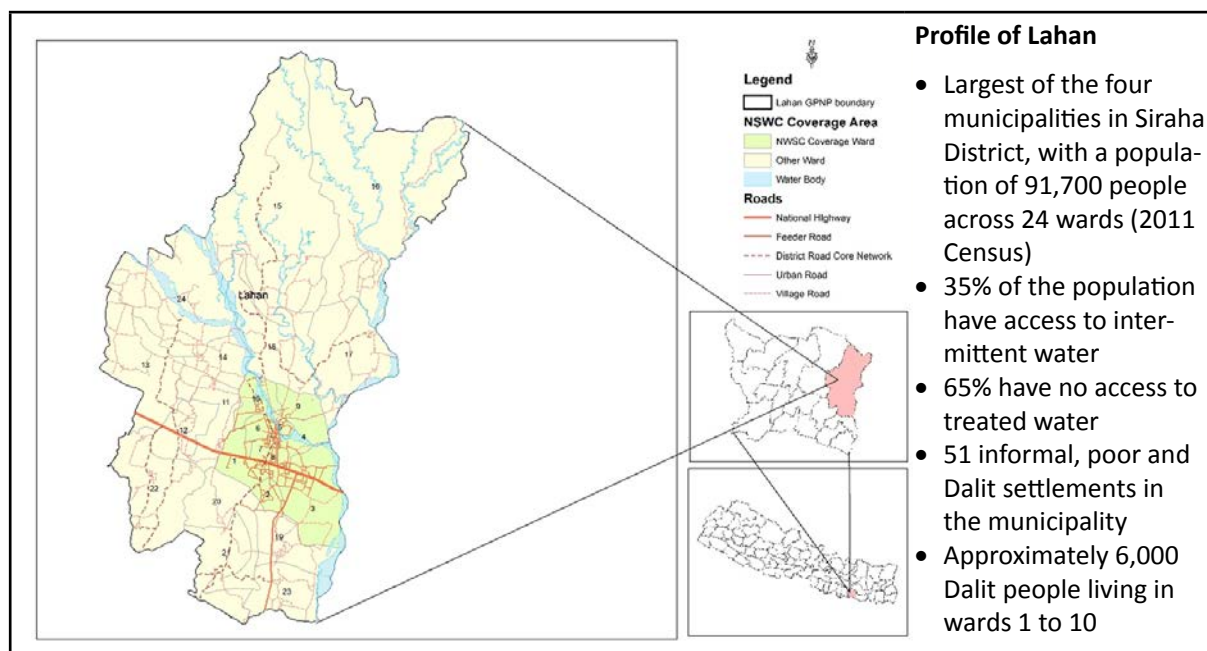 N
Legend
Lahan GPNP boundary
NSWC Coverage Area
NWSC Coverage Ward
Other Ward
Water Body
Roads
National Highway
Feeder Road
District Road Core Network
Urban Road
Village Road
16
15
24
Lahan
18
17
14
13
11
10
9
12
6
5
4
7
8
1
22
2
20
3
19
21
23
Profile of Lahan
• Largest of the four
municipalities in Siraha
District, with a popula-
tion of 91,700 people
across 24 wards (2011
Census)
• 35% of the population
have access to inter-
mittent water
• 65% have no access to
treated water
• 51 informal, poor and
Dalit settlements in
the municipality
• Approximately 6,000
Dalit people living in
wards 1 to 10